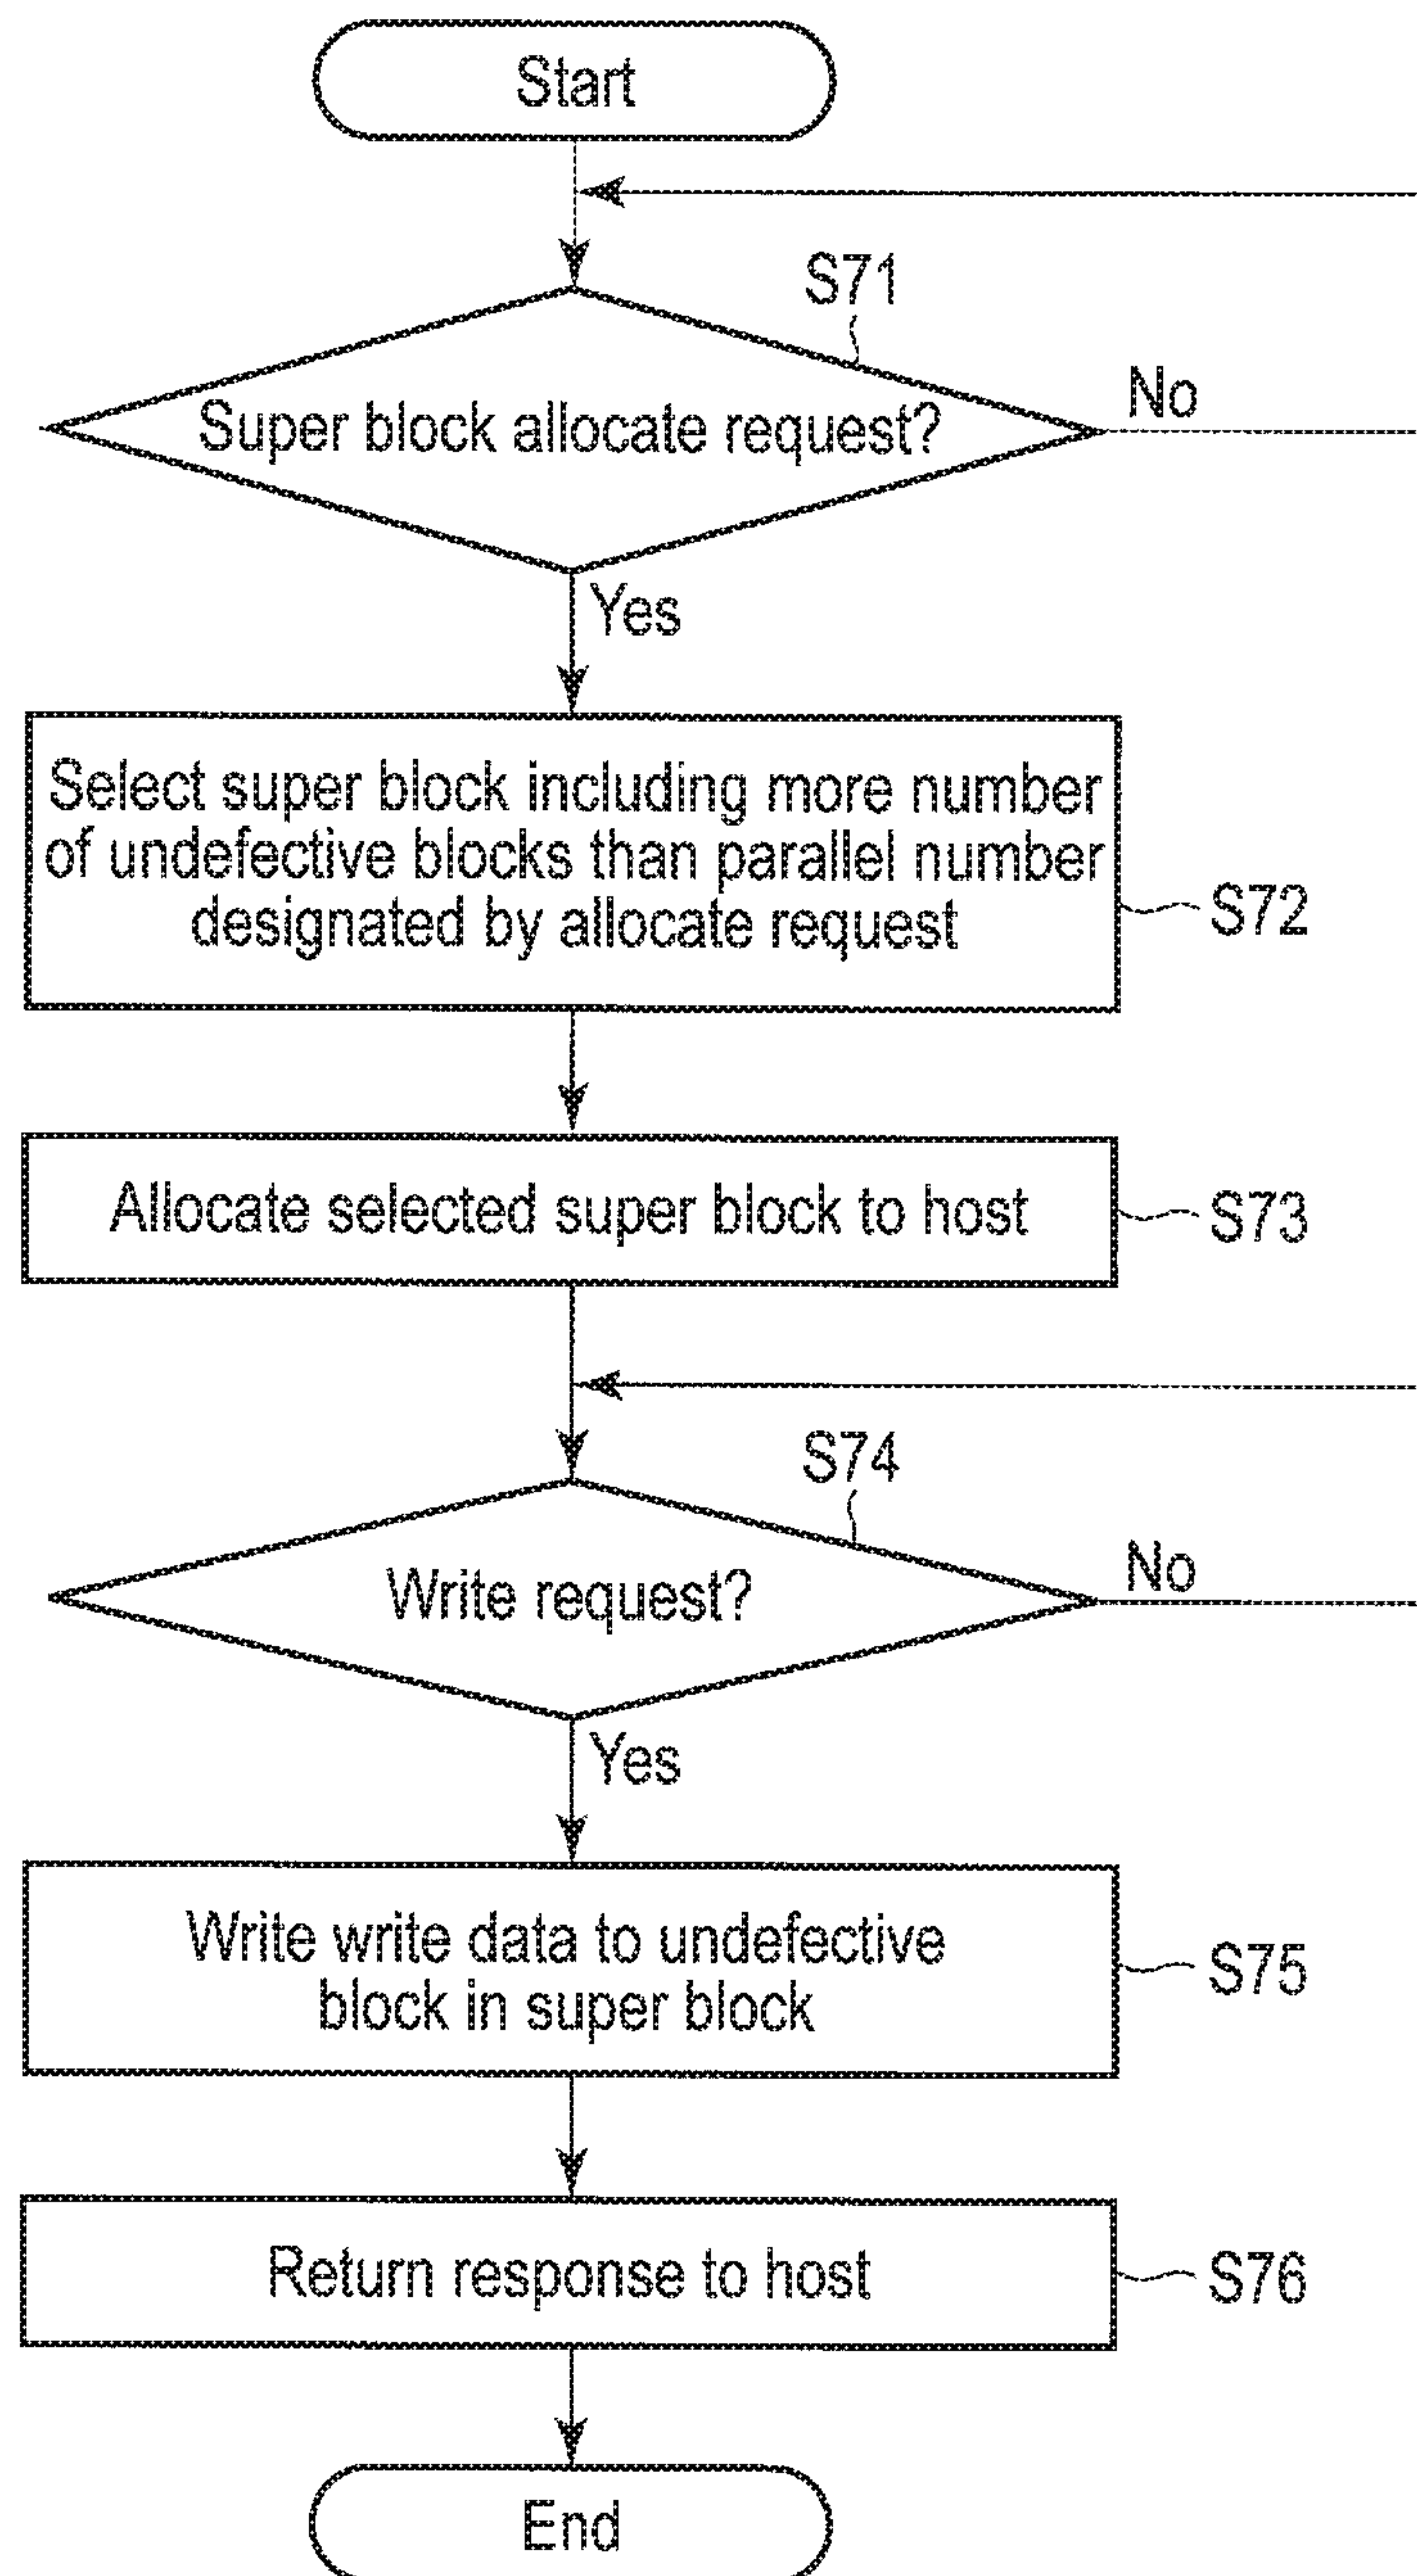 Start
S71
Super block allocate request?
No
Yes
Select super block including more number
of undefective blocks than parallel number
designated by allocate request
S72
Allocate selected super block to host
S73
S74
Write request?
No
Yes
Write write data to undefective
block in super block
S75
Return response to host
S76
End